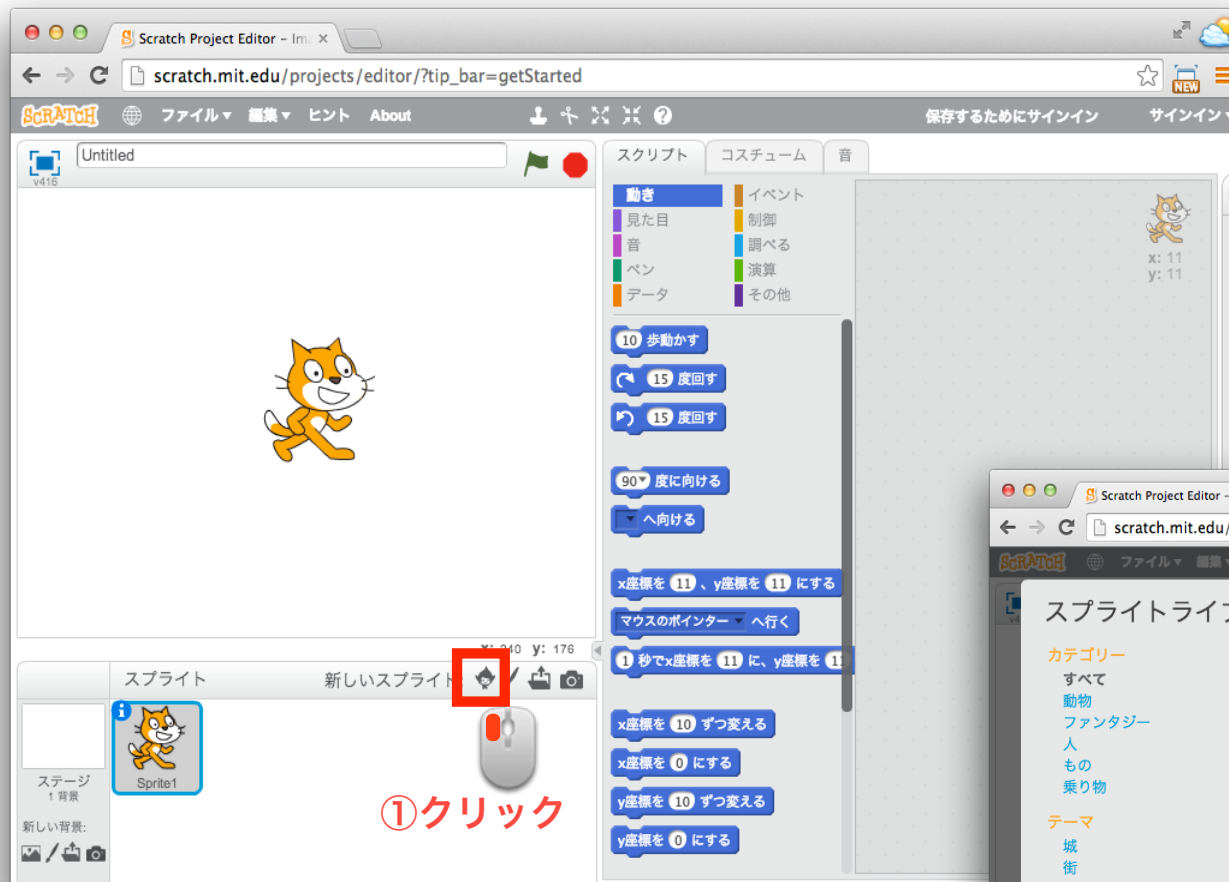 Scratch Project Editor - Im
scratch.mit.edu/projects/editor/?tip_bar=getStarted
NEW
SCRATCH ファイル 編集 ヒント About 保存するためにサインイン サインイン
v416
Untitled
スクリプト コスチューム 音
動き イベント
見た目 制御
音 調べる
ペン 演算
データ その他
x: 11
y: 11
10 歩動かす
15 度回す
15 度回す
90 度に向ける
へ向ける
x座標を 11 、y座標を 11 にする
マウスのポインター へ行く
1 秒でx座標を 11 に、y座標を 11
x座標を 10 ずつ変える
x座標を 0 にする
y座標を 10 ずつ変える
y座標を 0 にする
x: 240 y: 176
スプライト 新しいスプライト
Sprite1
ステージ
1 背景
新しい背景:
①クリック
Scratch Project Editor -
scratch.mit.edu/
SCRATCH ファイル 編集
スプライトライブ
カテゴリー
すべて
動物
ファンタジー
人
もの
乗り物
テーマ
城
街